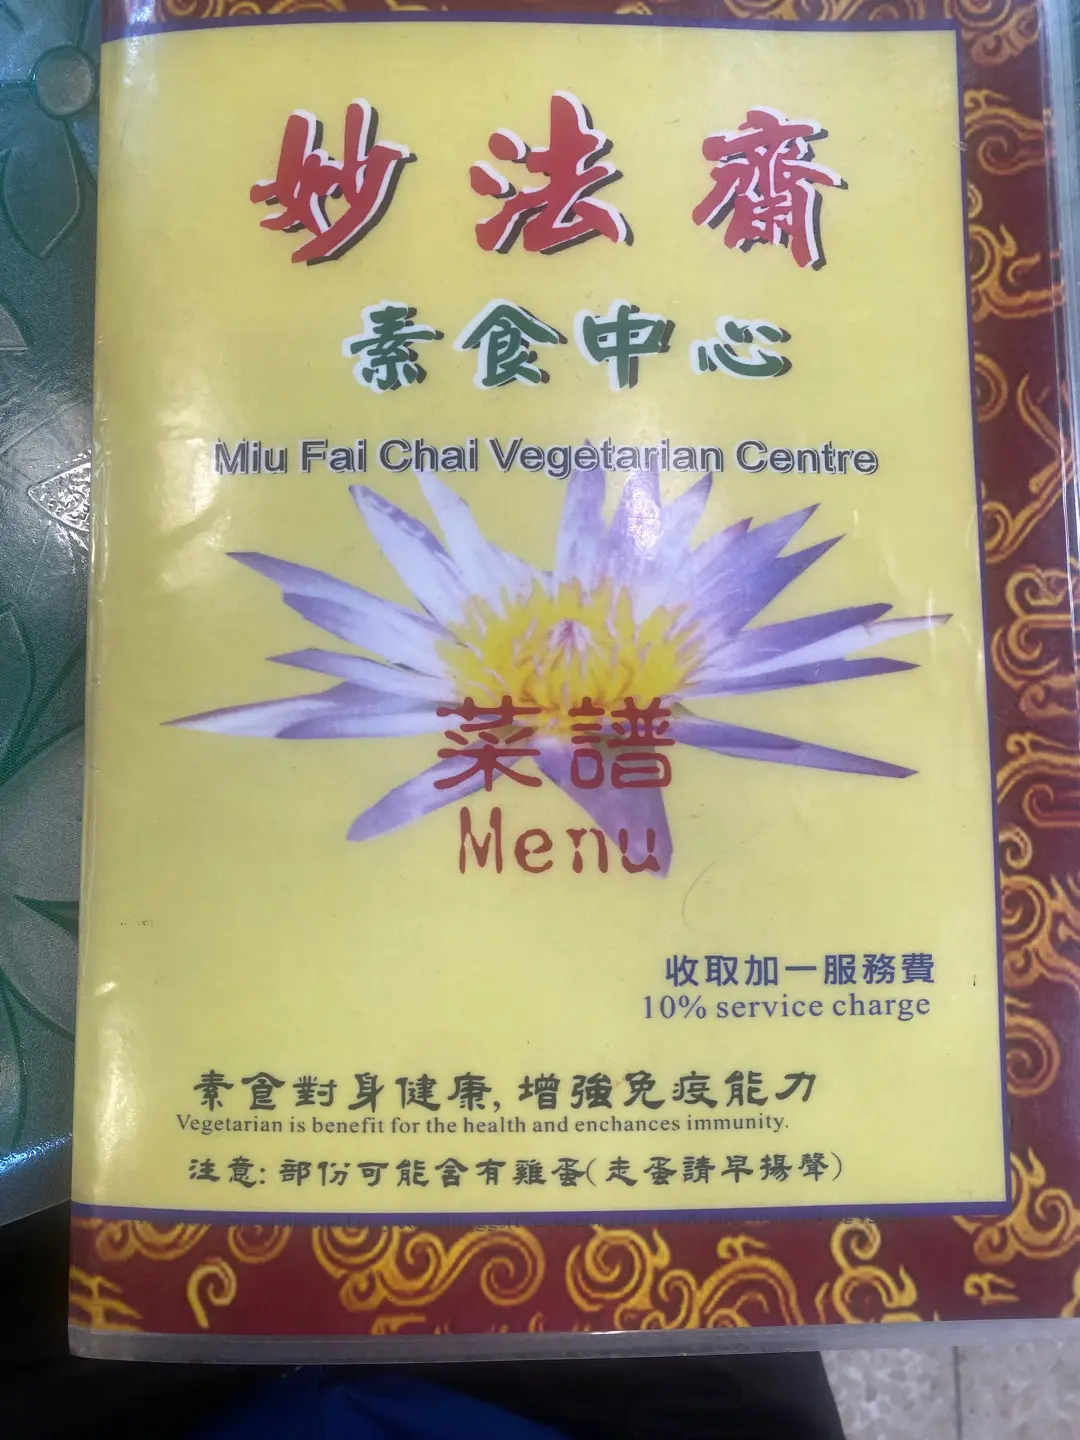 妙法齋
素食中心
Miu Fai Chai Vegetarian Centre
菜譜
Menu
收取加一服務費
10% service charge
素食對身健康,增強免疫能力
Vegetarian is benefit for the health and enchances immunity.
注意:部份可能含有雞蛋(走蛋請早揚聲)